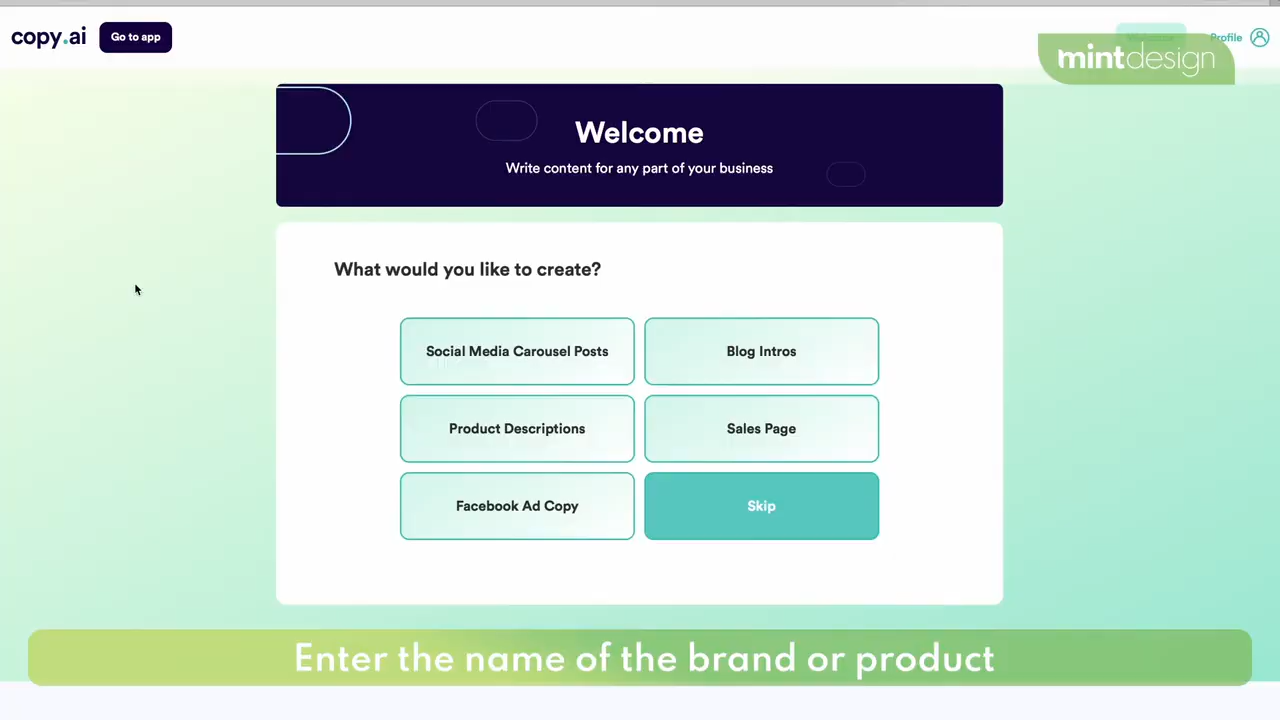 copy.ai
Go to app
Profile
mintdesign
Welcome
Write content for any part of your business
What would you like to create?
Social Media Carousel Posts
Blog Intros
Product Descriptions
Sales Page
Facebook Ad Copy
Skip
Enter the name of the brand or product